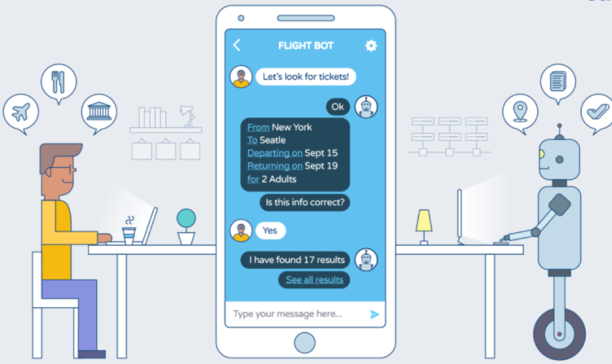 FLIGHT BOT
Let's look for tickets!
Ok
From New York
To Seatle
Departing on Sept 15
Returning on Sept 19
for 2 Adults
Is this info correct?
Yes
I have found 17 results
See all results
Type your message here...